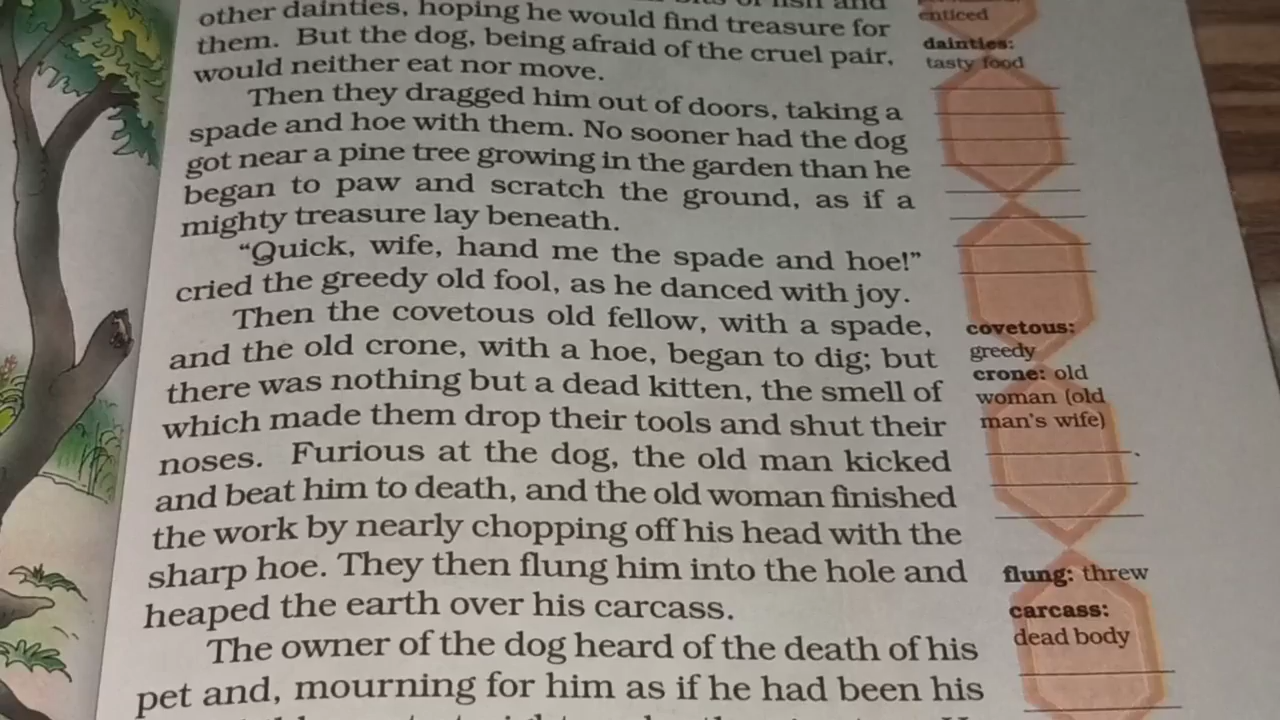 other dainties, hoping he would find treasure for
them. But the dog, being afraid of the cruel pair,
would neither eat nor move.
Then they dragged him out of doors, taking a
spade and hoe with them. No sooner had the dog
got near a pine tree growing in the garden than he
began to paw and scratch the ground, as if a
mighty treasure lay beneath.
“Quick, wife, hand me the spade and hoe!”
cried the greedy old fool, as he danced with joy.
Then the covetous old fellow, with a spade,
and the old crone, with a hoe, began to dig; but
there was nothing but a dead kitten, the smell of
which made them drop their tools and shut their
noses. Furious at the dog, the old man kicked
and beat him to death, and the old woman finished
the work by nearly chopping off his head with the
sharp hoe. They then flung him into the hole and
heaped the earth over his carcass.
The owner of the dog heard of the death of his
pet and, mourning for him as if he had been his
enticed
dainties:
tasty food
covetous:
greedy
crone: old
woman (old
man's wife)
flung: threw
carcass:
dead body